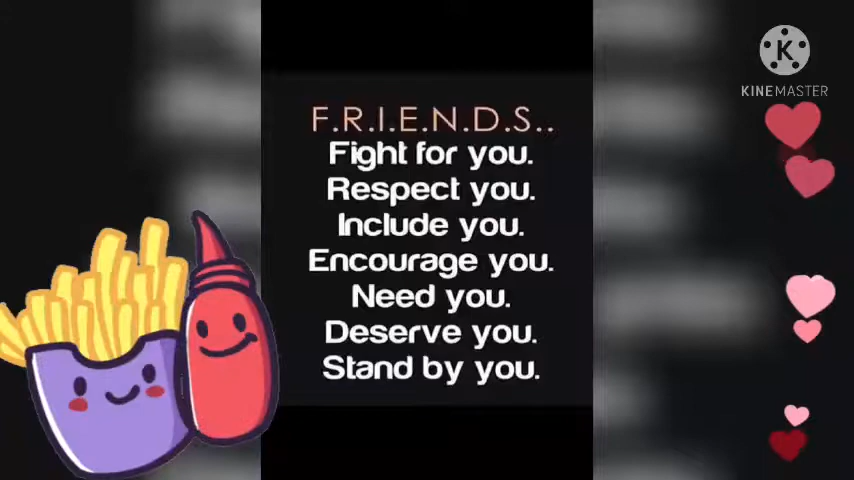 F.R.I.E.N.D.S..
Fight for you.
Respect you.
Include you.
Encourage you.
Need you.
Deserve you.
Stand by you.
K
KINEMASTER